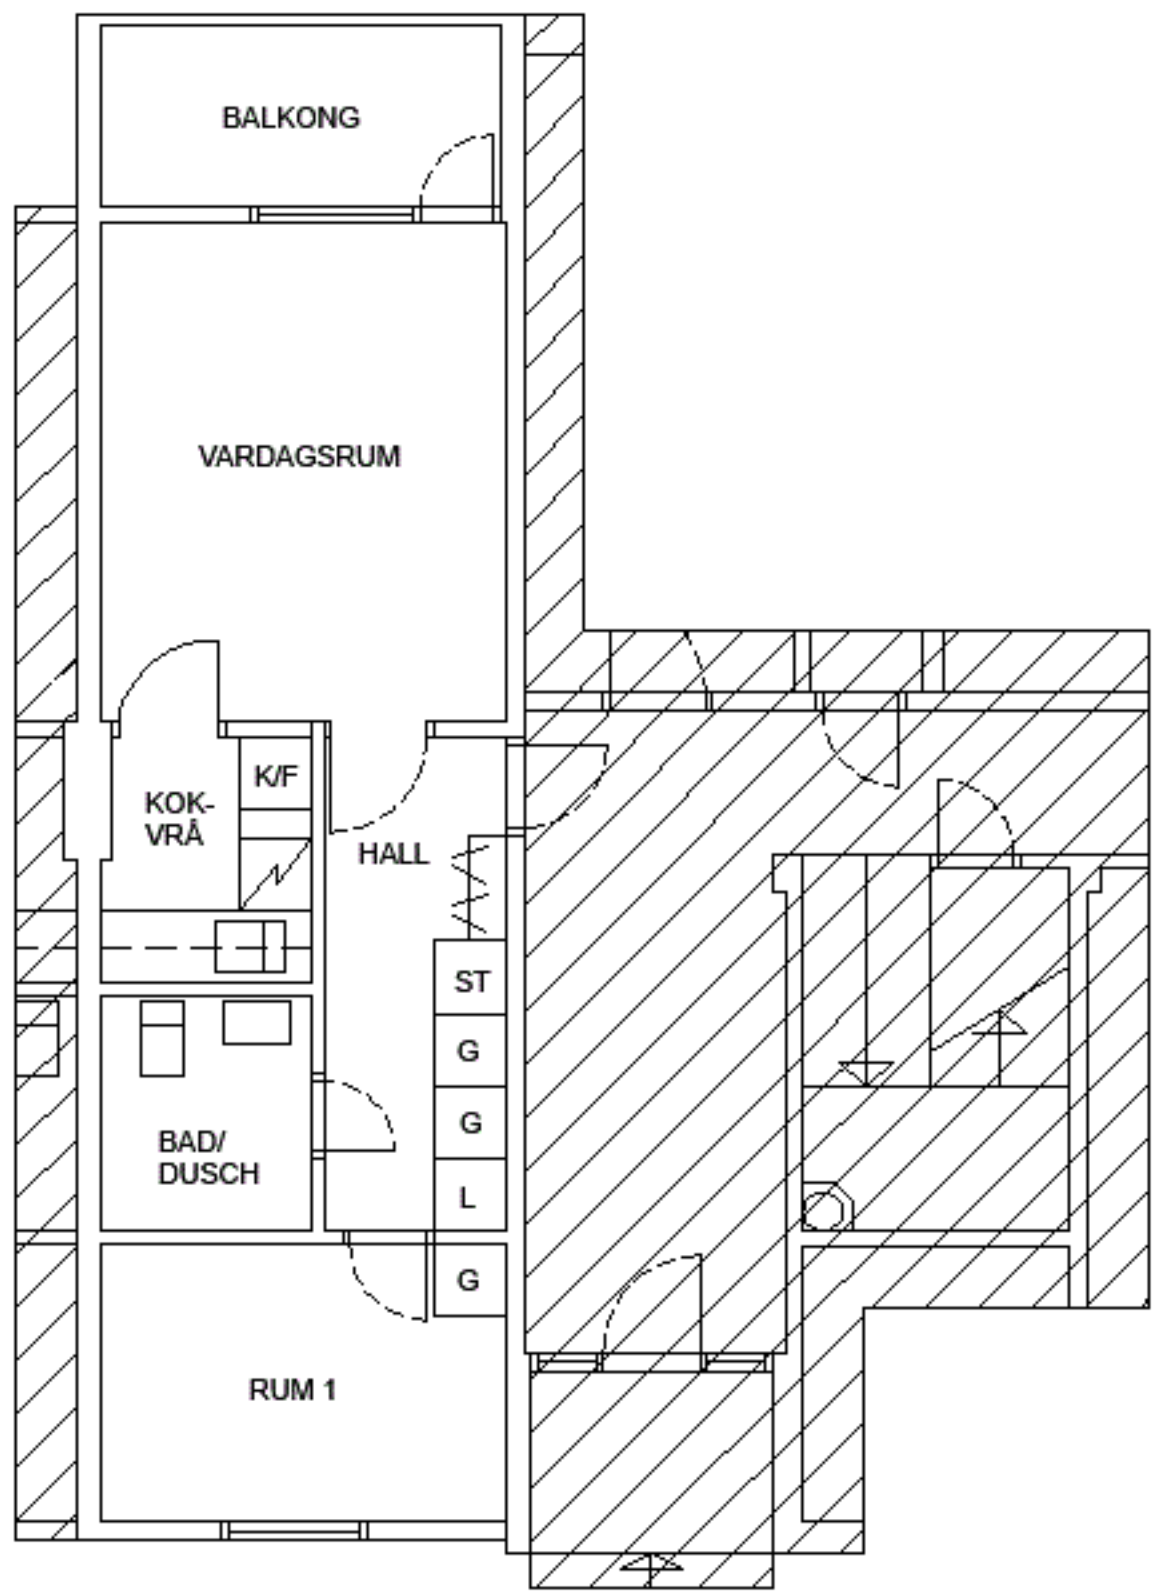 BALKONG
VARDAGSRUM
K/F
KOK-
VRÅ
HALL
ST
G
G
L
BAD/
DUSCH
G
RUM 1